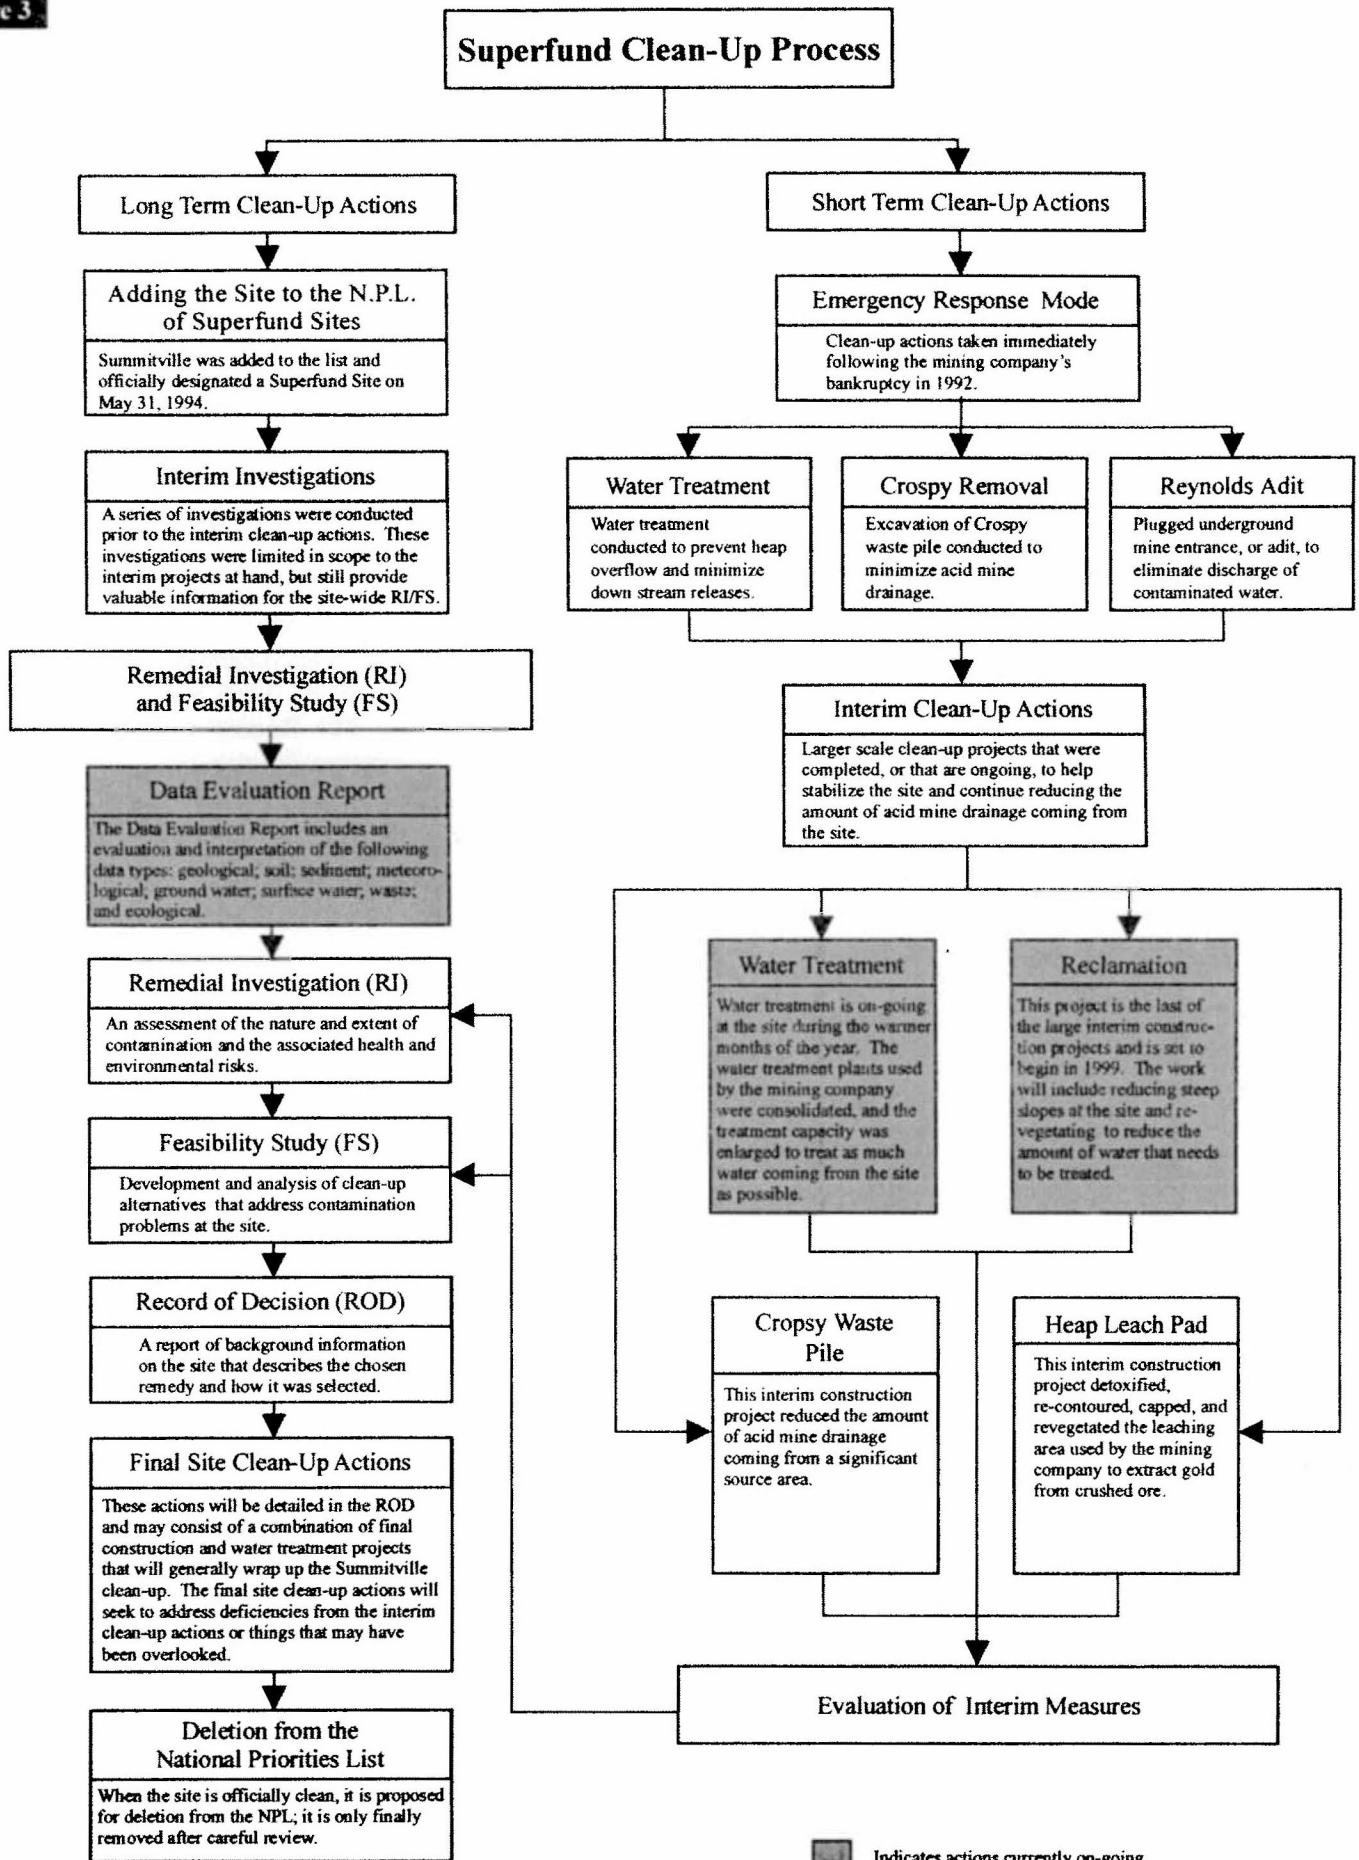 3
Superfund Clean-Up Process
Long Term Clean-Up Actions
Adding the Site to the N.P.L.
of Superfund Sites
Summitville was added to the list and
officially designated a Superfund Site on
May 31, 1994.
Interim Investigations
A series of investigations were conducted
prior to the interim clean-up actions. These
investigations were limited in scope to the
interim projects at hand, but still provide
valuable information for the site-wide RI/FS.
Remedial Investigation (RI)
and Feasibility Study (FS)
Data Evaluation Report
The Data Evaluation Report includes an
evaluation and interpretation of the following
data types: geological; soil; sediment; meteoro-
logical; ground water; surface water; waste;
and ecological.
Remedial Investigation (RI)
An assessment of the nature and extent of
contamination and the associated health and
environmental risks.
Feasibility Study (FS)
Development and analysis of clean-up
alternatives that address contamination
problems at the site.
Record of Decision (ROD)
A report of background information
on the site that describes the chosen
remedy and how it was selected.
Final Site Clean-Up Actions
These actions will be detailed in the ROD
and may consist of a combination of final
construction and water treatment projects
that will generally wrap up the Summitville
clean-up. The final site clean-up actions will
seek to address deficiencies from the interim
clean-up actions or things that may have
been overlooked.
Deletion from the
National Priorities List
When the site is officially clean, it is proposed
for deletion from the NPL; it is only finally
removed after careful review.
Short Term Clean-Up Actions
Emergency Response Mode
Clean-up actions taken immediately
following the mining company's
bankruptcy in 1992.
Water Treatment
Water treatment
conducted to prevent heap
overflow and minimize
down stream releases.
Crospy Removal
Excavation of Crospy
waste pile conducted to
minimize acid mine
drainage.
Reynolds Adit
Plugged underground
mine entrance, or adit, to
eliminate discharge of
contaminated water.
Interim Clean-Up Actions
Larger scale clean-up projects that were
completed, or that are ongoing, to help
stabilize the site and continue reducing the
amount of acid mine drainage coming from
the site.
Water Treatment
Water treatment is on-going
at the site during the warmer
months of the year. The
water treatment plants used
by the mining company
were consolidated, and the
treatment capacity was
enlarged to treat as much
water coming from the site
as possible.
Reclamation
This project is the last of
the large interim construc-
tion projects and is set to
begin in 1999. The work
will include reducing steep
slopes at the site and re-
vegetating to reduce the
amount of water that needs
to be treated.
Cropsy Waste
Pile
This interim construction
project reduced the amount
of acid mine drainage
coming from a significant
source area.
Heap Leach Pad
This interim construction
project detoxified,
re-contoured, capped, and
revegetated the leaching
area used by the mining
company to extract gold
from crushed ore.
Evaluation of Interim Measures
Indicates actions currently on-going